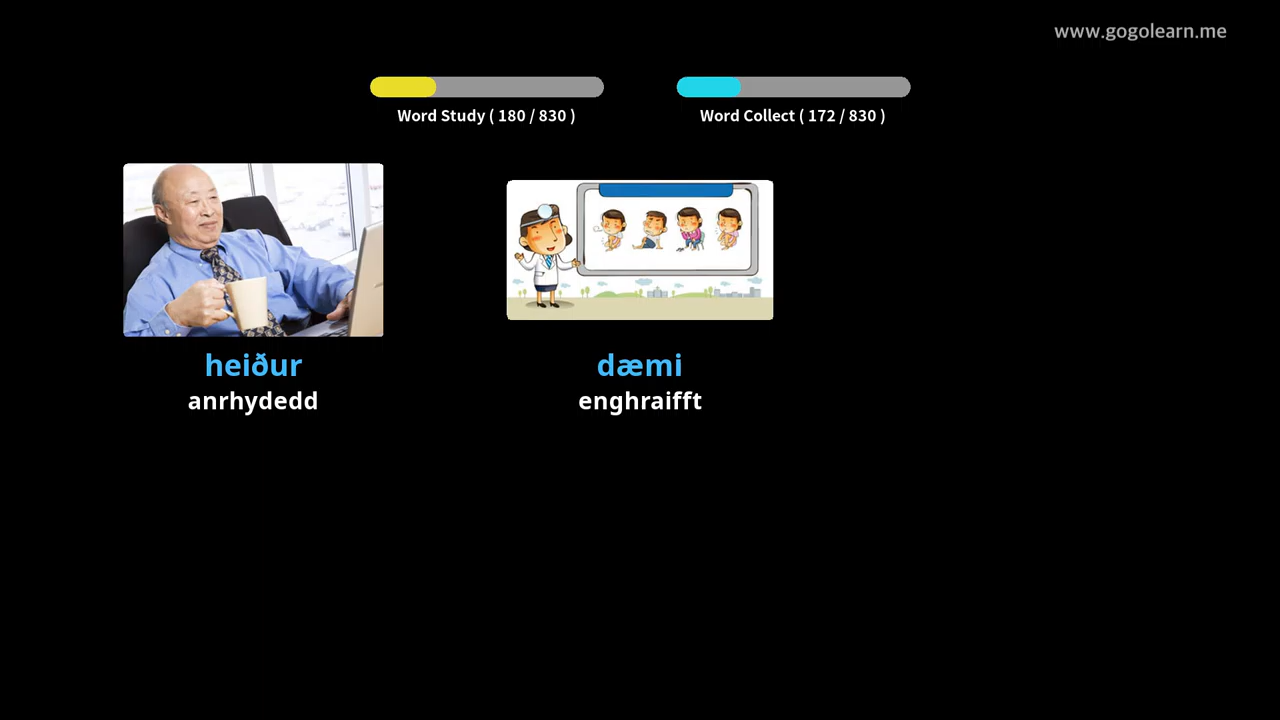 www.gogolearn.me
Word Study ( 180 / 830 )
Word Collect ( 172 / 830 )
heiður
anrhydedd
dæmi
enghraifft